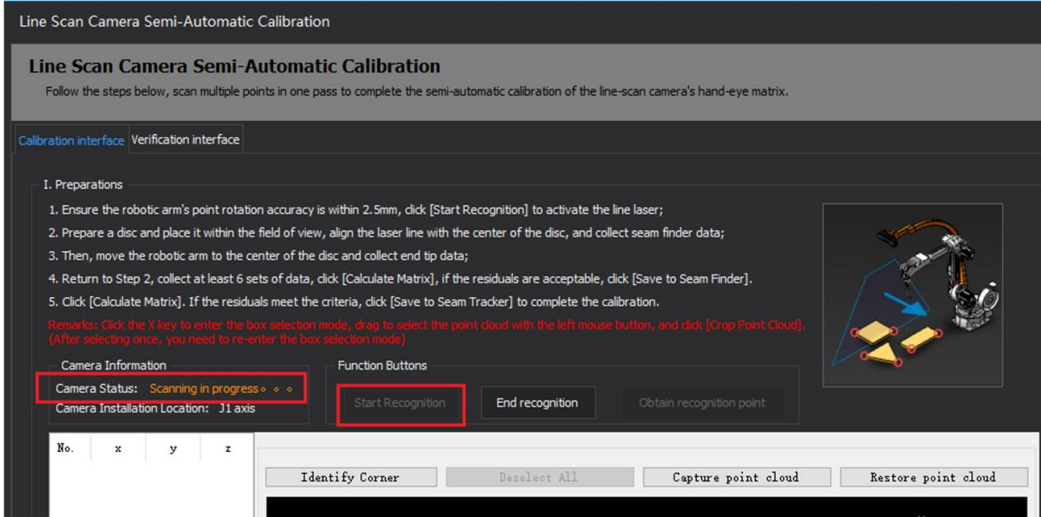 Line Scan Camera Semi-Automatic Calibration
Line Scan Camera Semi-Automatic Calibration
Follow the steps below, scan multiple points in one pass to complete the semi-automatic calibration of the line-scan camera's hand-eye matrix.
Calibration interface Verification interface
I. Preparations
1. Ensure the robotic arm's point rotation accuracy is within 2.5mm, click [Start Recognition] to activate the line laser;
2. Prepare a disc and place it within the field of view, align the laser line with the center of the disc, and collect seam finder data;
3. Then, move the robotic arm to the center of the disc and collect end tip data;
4. Return to Step 2, collect at least 6 sets of data, click [Calculate Matrix], if the residuals are acceptable, click [Save to Seam Finder].
5. Click [Calculate Matrix]. If the residuals meet the criteria, click [Save to Seam Tracker] to complete the calibration.
Remarks: Click the X key to enter the box selection mode, drag to select the point cloud with the left mouse button, and click [Crop Point Cloud].
(After selecting once, you need to re-enter the box selection mode)
Camera Information
Camera Status: Scanning in progress。。。
Camera Installation Location: J1 axis
Function Buttons
Start Recognition End recognition Obtain recognition point
No. x y z
Identify Corner Deselect All Capture point cloud Restore point cloud